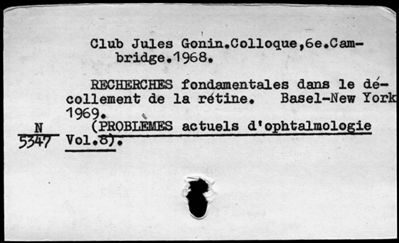 Club Jules Gonin.Colloque,6e.Cam-
bridge.1968.
RECHERCHES fondamentales dans le dé-
collement de la rétine. Basel-New York
1969.
N (PROBLÈMES actuels d'ophtalmologie
5347 Vol.8).